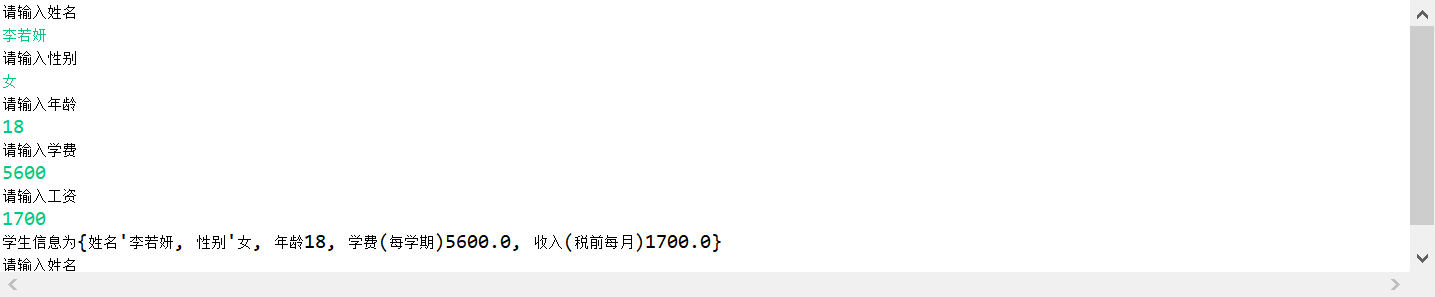 请输入姓名
李若妍
请输入性别
女
请输入年龄
18
请输入学费
5600
请输入工资
1700
学生信息为{姓名'李若妍, 性别'女, 年龄18, 学费(每学期)5600.0, 收入(税前每月)1700.0}
请输入姓名